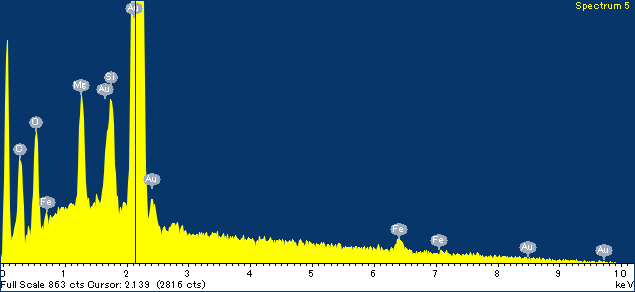 Spectrum 5
Au
Si
Mg
Au
O
C
Au
Fe
Fe
Fe
Au
Au
0 1 2 3 4 5 6 7 8 9 10
Full Scale 863 cts Cursor: 2.139 (2816 cts) keV